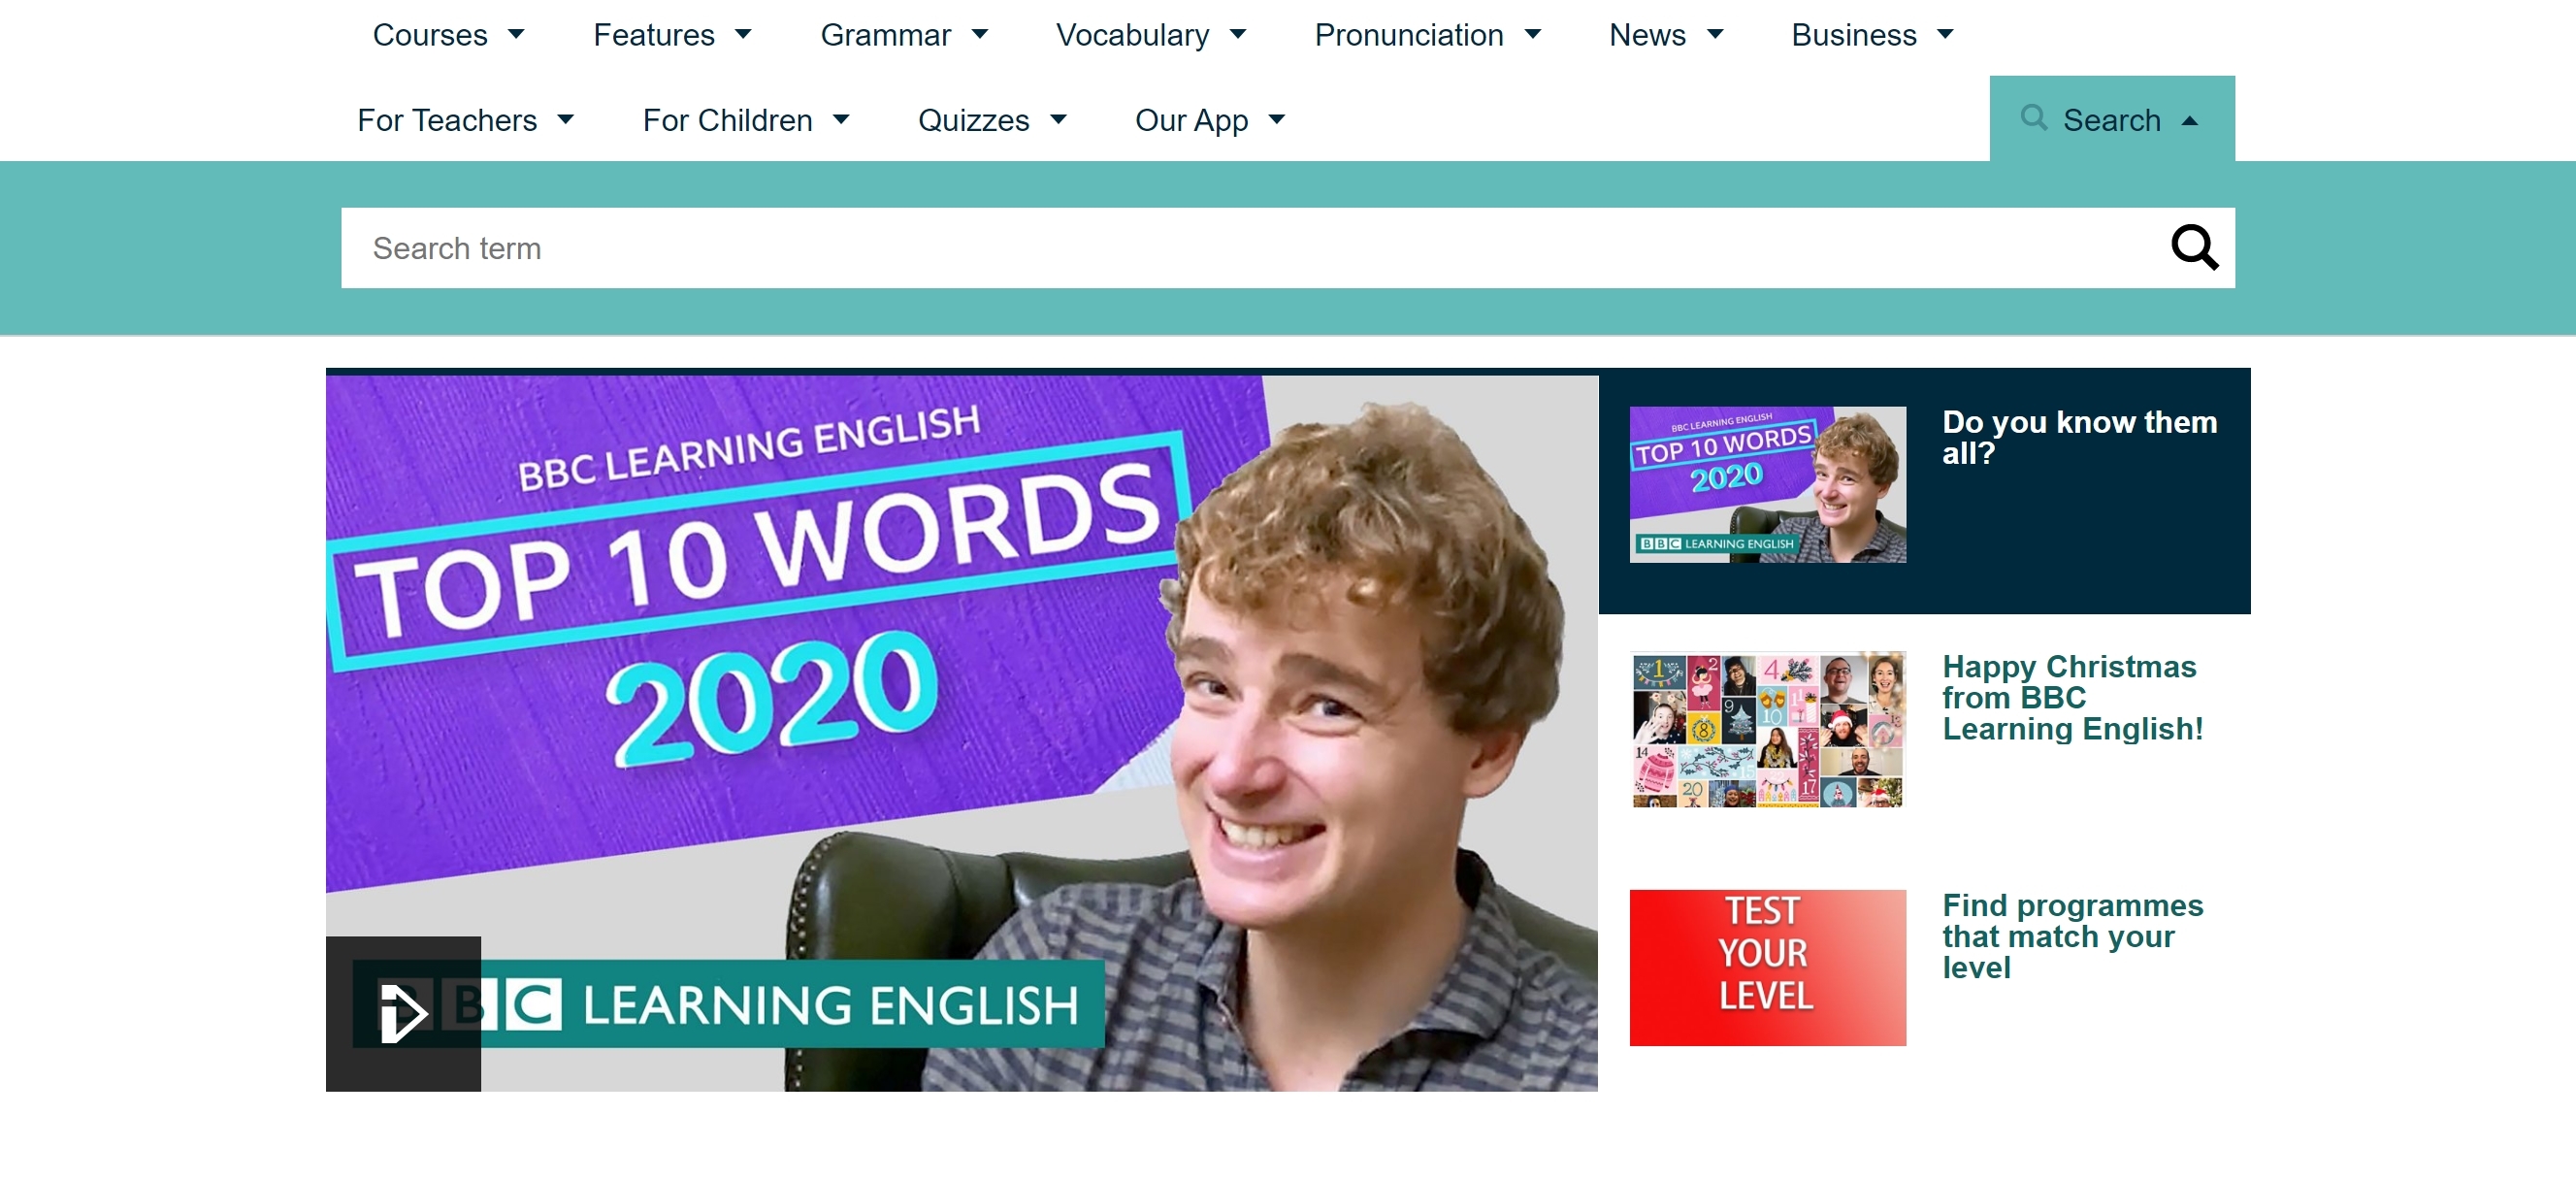 Courses Features Grammar Vocabulary Pronunciation News Business
For Teachers For Children Quizzes Our App Search
Search term
BBC LEARNING ENGLISH
TOP 10 WORDS
2020
BBC LEARNING ENGLISH
BBC LEARNING ENGLISH
TOP 10 WORDS
2020
BBC LEARNING ENGLISH
Do you know them
all?
1 2 4
9 10 11
8 13
14 15
20 17
Happy Christmas
from BBC
Learning English!
TEST
YOUR
LEVEL
Find programmes
that match your
level